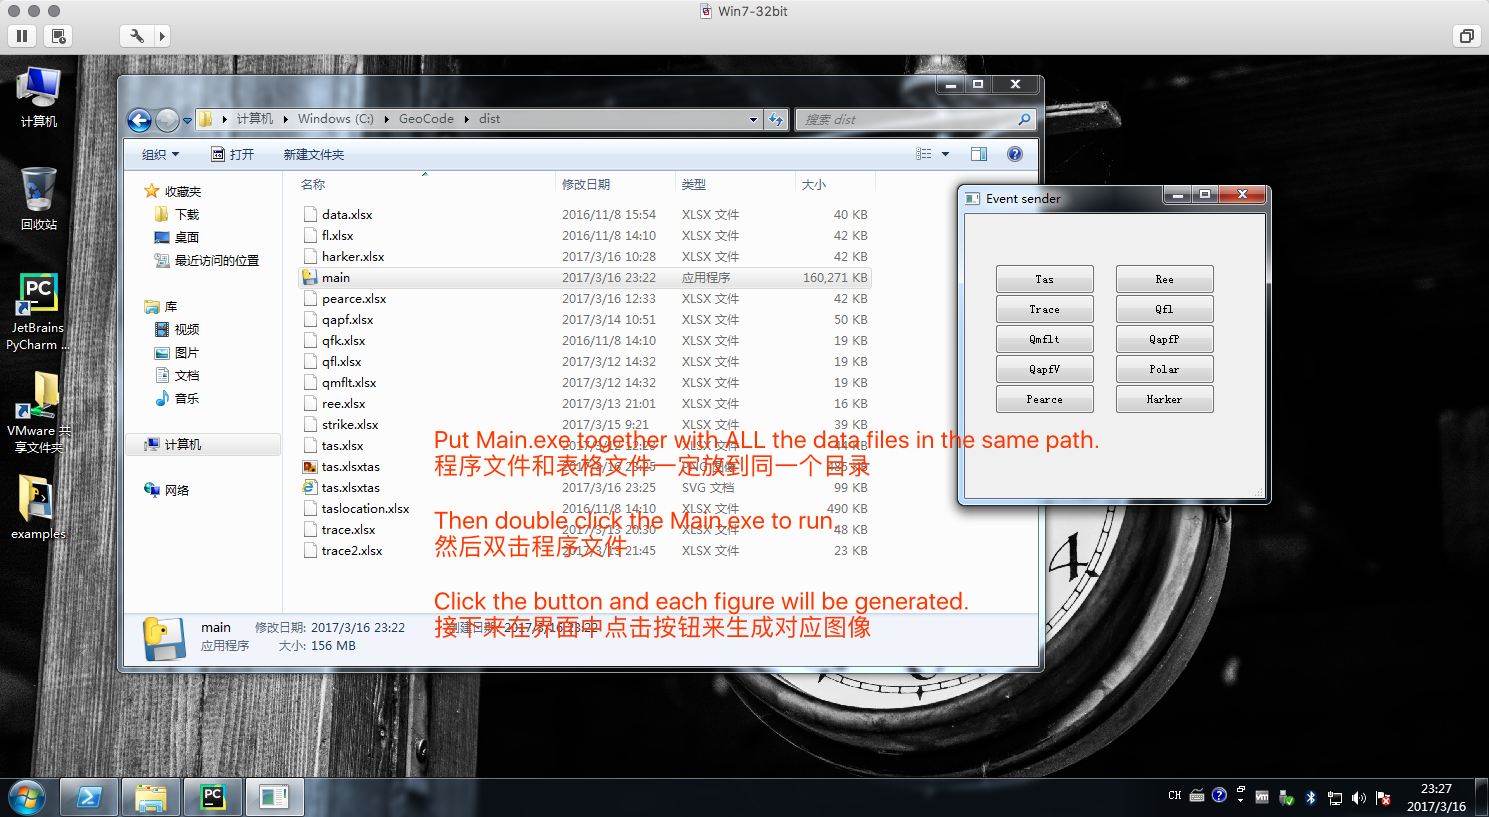 Win7-32bit
计算机
回收站
JetBrains
PyCharm ...
VMware 共
享文件夹
examples
计算机 Windows (C:) GeoCode dist
搜索 dist
组织 打开 新建文件夹
收藏夹
下载
桌面
最近访问的位置
库
视频
图片
文档
音乐
计算机
网络
名称 修改日期 类型 大小
data.xlsx 2016/11/8 15:54 XLSX 文件 40 KB
fl.xlsx 2016/11/8 14:10 XLSX 文件 42 KB
harker.xlsx 2017/3/16 10:28 XLSX 文件 42 KB
main 2017/3/16 23:22 应用程序 160,271 KB
pearce.xlsx 2017/3/16 12:33 XLSX 文件 42 KB
qapf.xlsx 2017/3/14 10:51 XLSX 文件 50 KB
qfk.xlsx 2016/11/8 14:10 XLSX 文件 19 KB
qfl.xlsx 2017/3/12 14:32 XLSX 文件 19 KB
qmflt.xlsx 2017/3/12 14:32 XLSX 文件 19 KB
ree.xlsx 2017/3/13 21:01 XLSX 文件 16 KB
strike.xlsx 2017/3/15 9:21 XLSX 文件 39 KB
tas.xlsx XLSX 文件 KB
tas.xlsxtas 2017/3/16 23:25 PNG KB
tas.xlsxtas 2017/3/16 23:25 SVG 文档 99 KB
taslocation.xlsx 2016/11/8 14:10 XLSX 文件 490 KB
trace.xlsx 2017/3/13 20:30 XLSX 文件 48 KB
trace2.xlsx 2017/3/13 21:45 XLSX 文件 23 KB
Put Main.exe together with ALL the data files in the same path.
程序文件和表格文件一定放到同一个目录
Then double click the Main.exe to run.
然后双击程序文件
Click the button and each figure will be generated.
接下来在界面中点击按钮来生成对应图像
main 修改日期: 2017/3/16 23:22 创建日期: 2017/3/16 23:22
应用程序 大小: 156 MB
Event sender
Tas Ree
Trace Qfl
Qmflt QapfP
QapfV Polar
Pearce Harker
CH
23:27
2017/3/16